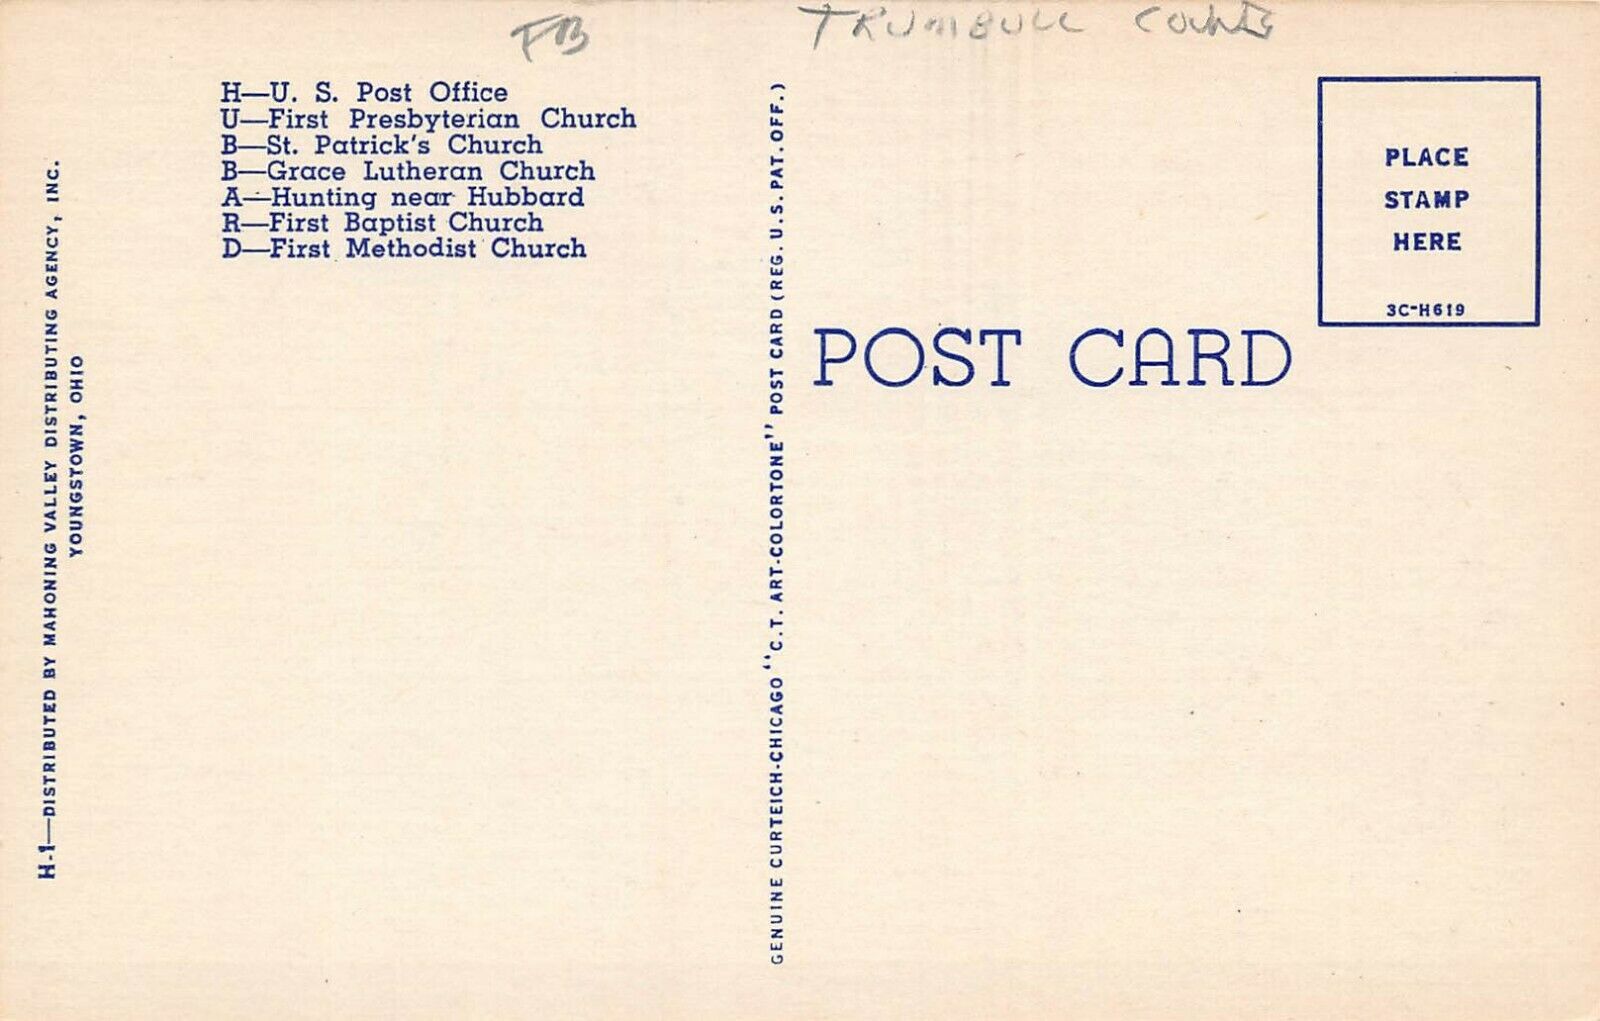 FB
TRUMBULL COUNTY
H—U. S. Post Office
U—First Presbyterian Church
B—St. Patrick's Church
B—Grace Lutheran Church
A—Hunting near Hubbard
R—First Baptist Church
D—First Methodist Church
H-1—DISTRIBUTED BY MAHONING VALLEY DISTRIBUTING AGENCY, INC.
YOUNGSTOWN, OHIO
GENUINE CURTEICH-CHICAGO "C.T. ART-COLORTONE" POST CARD (REG. U.S. PAT. OFF.)
PLACE
STAMP
HERE
3C-H619
POST CARD